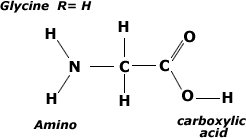 Glycine R= H
H H O
N C C
H H O H
Amino carboxylic
acid